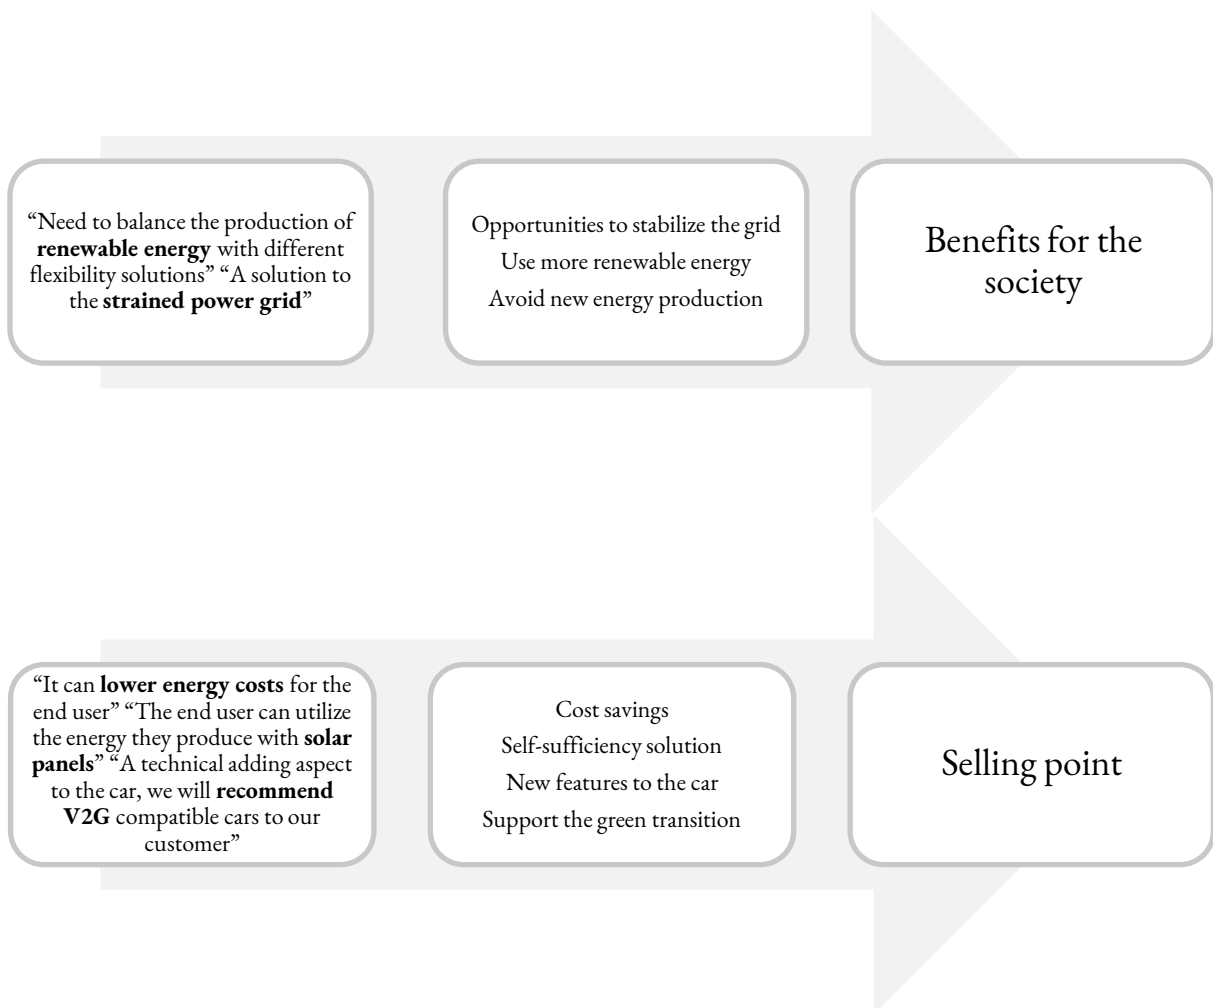 “Need to balance the production of
renewable energy with different
flexibility solutions” “A solution to
the strained power grid”
Opportunities to stabilize the grid
Use more renewable energy
Avoid new energy production
Benefits for the
society
“It can lower energy costs for the
end user” “The end user can utilize
the energy they produce with solar
panels” “A technical adding aspect
to the car, we will recommend
V2G compatible cars to our
customer”
Cost savings
Self-sufficiency solution
New features to the car
Support the green transition
Selling point